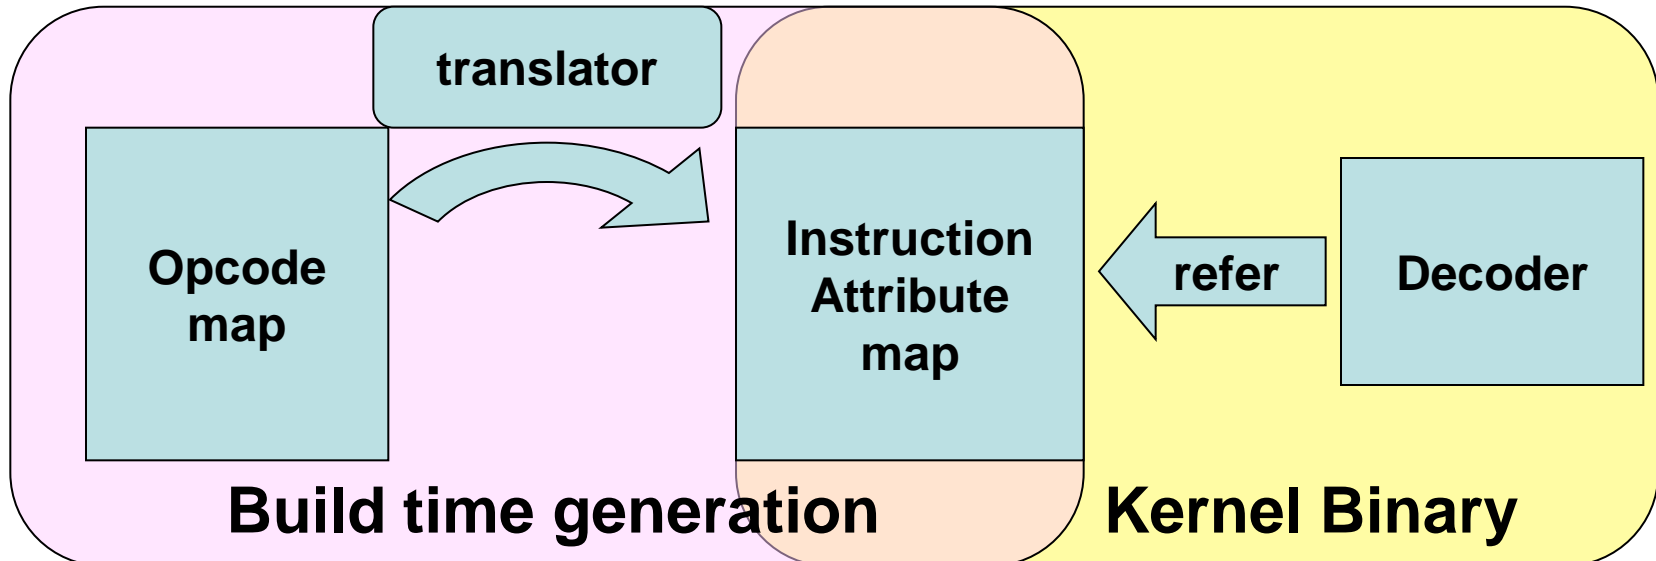 translator
Opcode
map
Instruction
Attribute
map
refer
Decoder
Build time generation
Kernel Binary